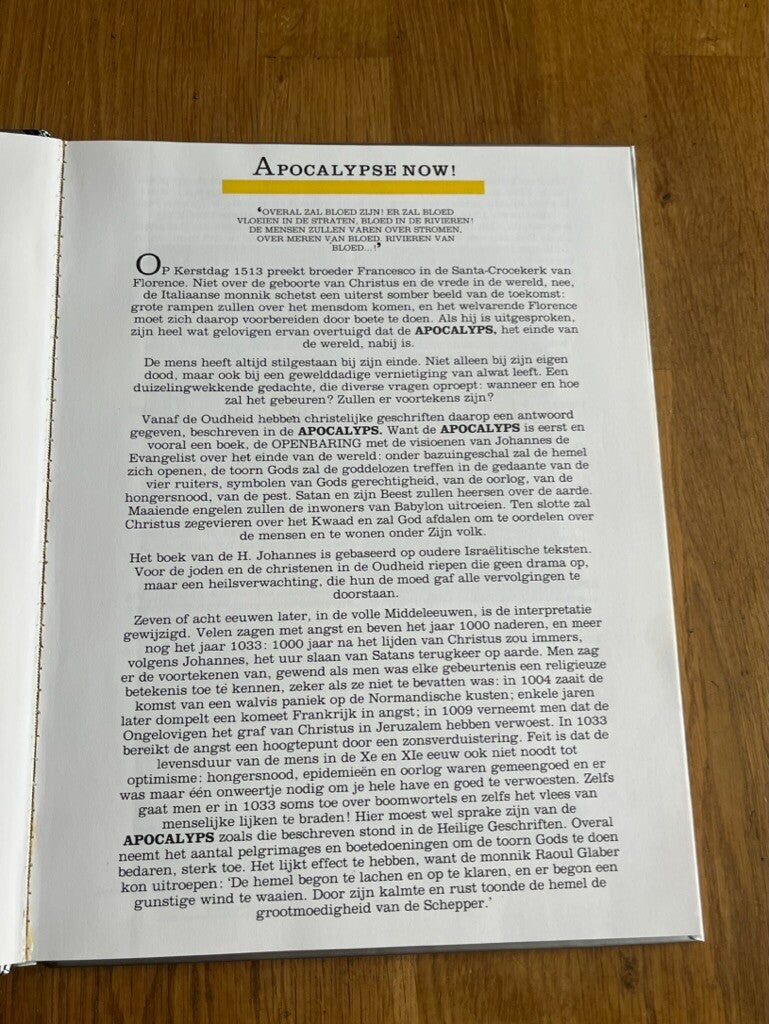 APOCALYPSE NOW!
‘OVERAL ZAL BLOED ZIJN! ER ZAL BLOED
VLOEIEN IN DE STRATEN, BLOED IN DE RIVIEREN!
DE MENSEN ZULLEN VAREN OVER STROMEN,
OVER MEREN VAN BLOED, RIVIEREN VAN
BLOED...!’
OP Kerstdag 1513 preekt broeder Francesco in de Santa-Crocekerk van
Florence. Niet over de geboorte van Christus en de vrede in de wereld, nee,
de Italiaanse monnik schetst een uiterst somber beeld van de toekomst:
grote rampen zullen over het mensdom komen, en het welvarende Florence
moet zich daarop voorbereiden door boete te doen. Als hij is uitgesproken,
zijn heel wat gelovigen ervan overtuigd dat de APOCALYPS, het einde van
de wereld, nabij is.
De mens heeft altijd stilgestaan bij zijn einde. Niet alleen bij zijn eigen
dood, maar ook bij een gewelddadige vernietiging van alwat leeft. Een
duizelingwekkende gedachte, die diverse vragen oproept: wanneer en hoe
zal het gebeuren? Zullen er voortekens zijn?
Vanaf de Oudheid hebben christelijke geschriften daarop een antwoord
gegeven, beschreven in de APOCALYPS. Want de APOCALYPS is eerst en
vooral een boek, de OPENBARING met de visioenen van Johannes de
Evangelist over het einde van de wereld: onder bazuingeschal zal de hemel
zich openen, de toorn Gods zal de goddelozen treffen in de gedaante van de
vier ruiters, symbolen van Gods gerechtigheid, van de oorlog, van de
hongersnood, van de pest. Satan en zijn Beest zullen heersen over de aarde.
Maaiende engelen zullen de inwoners van Babylon uitroeien. Ten slotte zal
Christus zegevieren over het Kwaad en zal God afdalen om te oordelen over
de mensen en te wonen onder Zijn volk.
Het boek van de H. Johannes is gebaseerd op oudere Israëlitische teksten.
Voor de joden en de christenen in de Oudheid riepen die geen drama op,
maar een heilsverwachting, die hun de moed gaf alle vervolgingen te
doorstaan.
Zeven of acht eeuwen later, in de volle Middeleeuwen, is de interpretatie
gewijzigd. Velen zagen met angst en beven het jaar 1000 naderen, en meer
nog het jaar 1033: 1000 jaar na het lijden van Christus zou immers,
volgens Johannes, het uur slaan van Satans terugkeer op aarde. Men zag
er de voortekenen van, gewend als men was elke gebeurtenis een religieuze
betekenis toe te kennen, zeker als ze niet te bevatten was: in 1004 zaait de
komst van een walvis paniek op de Normandische kusten; enkele jaren
later dompelt een komeet Frankrijk in angst; in 1009 verneemt men dat de
Ongelovigen het graf van Christus in Jeruzalem hebben verwoest. In 1033
bereikt de angst een hoogtepunt door een zonsverduistering. Feit is dat de
levensduur van de mens in de Xe en XIe eeuw ook niet noodt tot
optimisme: hongersnood, epidemieën en oorlog waren gemeengoed en er
was maar één onweertje nodig om je hele have en goed te verwoesten. Zelfs
gaat men er in 1033 soms toe over boomwortels en zelfs het vlees van
menselijke lijken te braden! Hier moest wel sprake zijn van de
APOCALYPS zoals die beschreven stond in de Heilige Geschriften. Overal
neemt het aantal pelgrimages en boetedoeningen om de toorn Gods te doen
bedaren, sterk toe. Het lijkt effect te hebben, want de monnik Raoul Glaber
kon uitroepen: ‘De hemel begon te lachen en op te klaren, en er begon een
gunstige wind te waaien. Door zijn kalmte en rust toonde de hemel de
grootmoedigheid van de Schepper.’